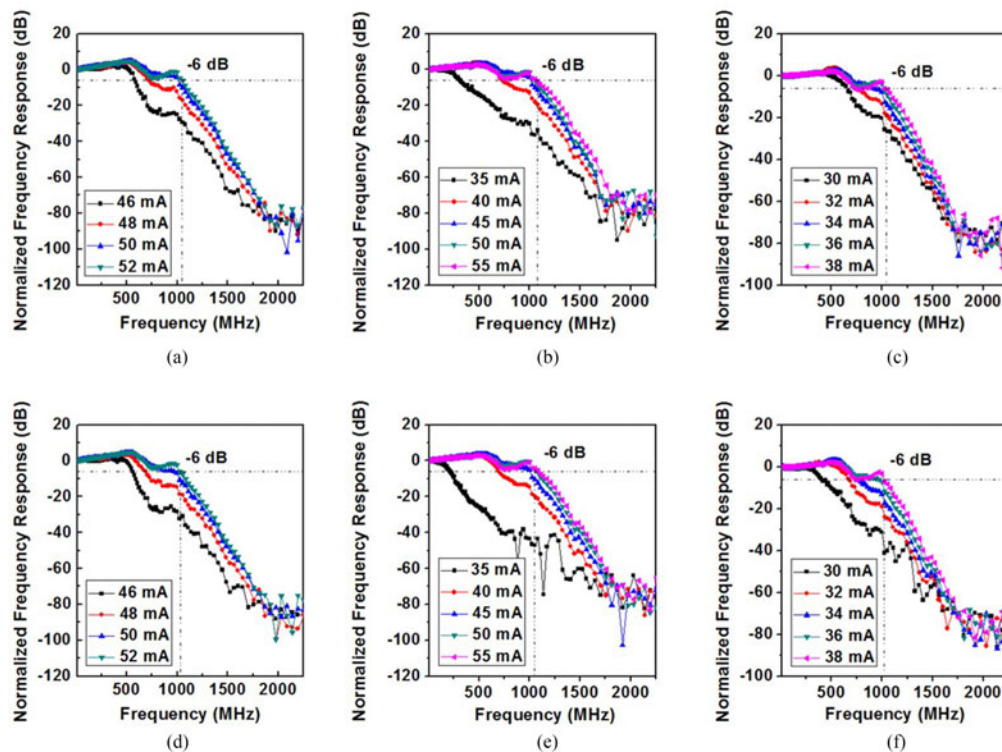 Normalized Frequency Response (dB)
20
0
-20
-40
-60
-80
-100
-120
-6 dB
46 mA
48 mA
50 mA
52 mA
500 1000 1500 2000
Frequency (MHz)
(a)
Normalized Frequency Response (dB)
20
0
-20
-40
-60
-80
-100
-120
-6 dB
35 mA
40 mA
45 mA
50 mA
55 mA
500 1000 1500 2000
Frequency (MHz)
(b)
Normalized Frequency Response (dB)
20
0
-20
-40
-60
-80
-100
-6 dB
30 mA
32 mA
34 mA
36 mA
38 mA
500 1000 1500 2000
Frequency (MHz)
(c)
Normalized Frequency Response (dB)
20
0
-20
-40
-60
-80
-100
-120
-6 dB
46 mA
48 mA
50 mA
52 mA
500 1000 1500 2000
Frequency (MHz)
(d)
Normalized Frequency Response (dB)
20
0
-20
-40
-60
-80
-100
-120
-6 dB
35 mA
40 mA
45 mA
50 mA
55 mA
500 1000 1500 2000
Frequency (MHz)
(e)
Normalized Frequency Response (dB)
20
0
-20
-40
-60
-80
-100
-6 dB
30 mA
32 mA
34 mA
36 mA
38 mA
500 1000 1500 2000
Frequency (MHz)
(f)